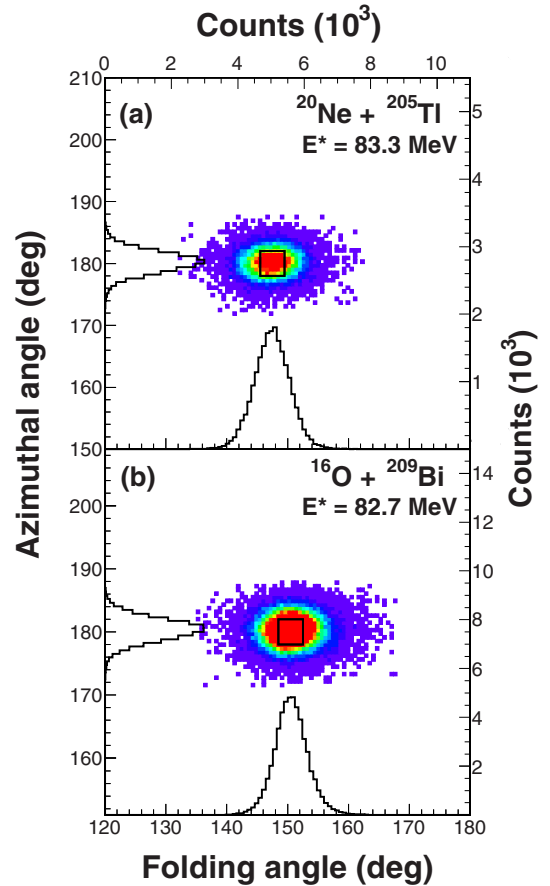 Counts (10³)
0 2 4 6 8 10
210
(a) ²⁰Ne + ²⁰⁵Tl
E* = 83.3 MeV
200
190
180
170
160
150
5
4
3
2
1
(b) ¹⁶O + ²⁰⁹Bi
E* = 82.7 MeV
200
190
180
170
160
14
12
10
8
6
4
2
Azimuthal angle (deg)
Counts (10³)
120 130 140 150 160 170 180
Folding angle (deg)